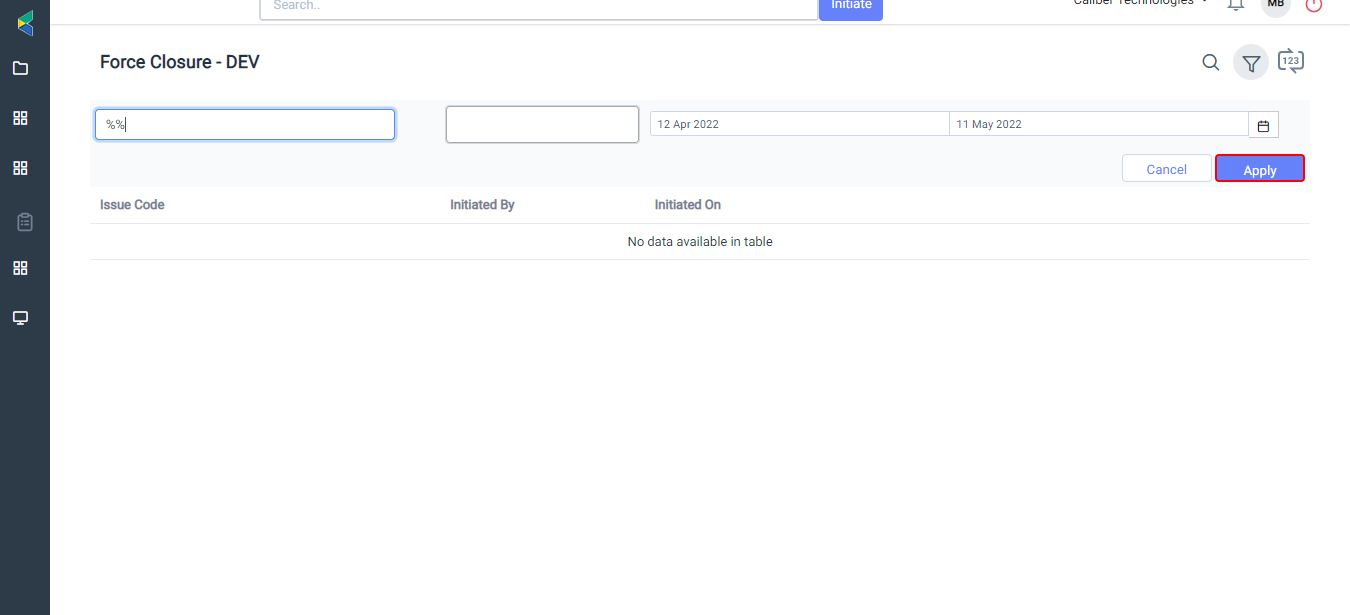 Search..
Initiate
Caliber Technologies
MB
Force Closure - DEV
123
%%
12 Apr 2022
11 May 2022
Cancel
Apply
Issue Code
Initiated By
Initiated On
No data available in table